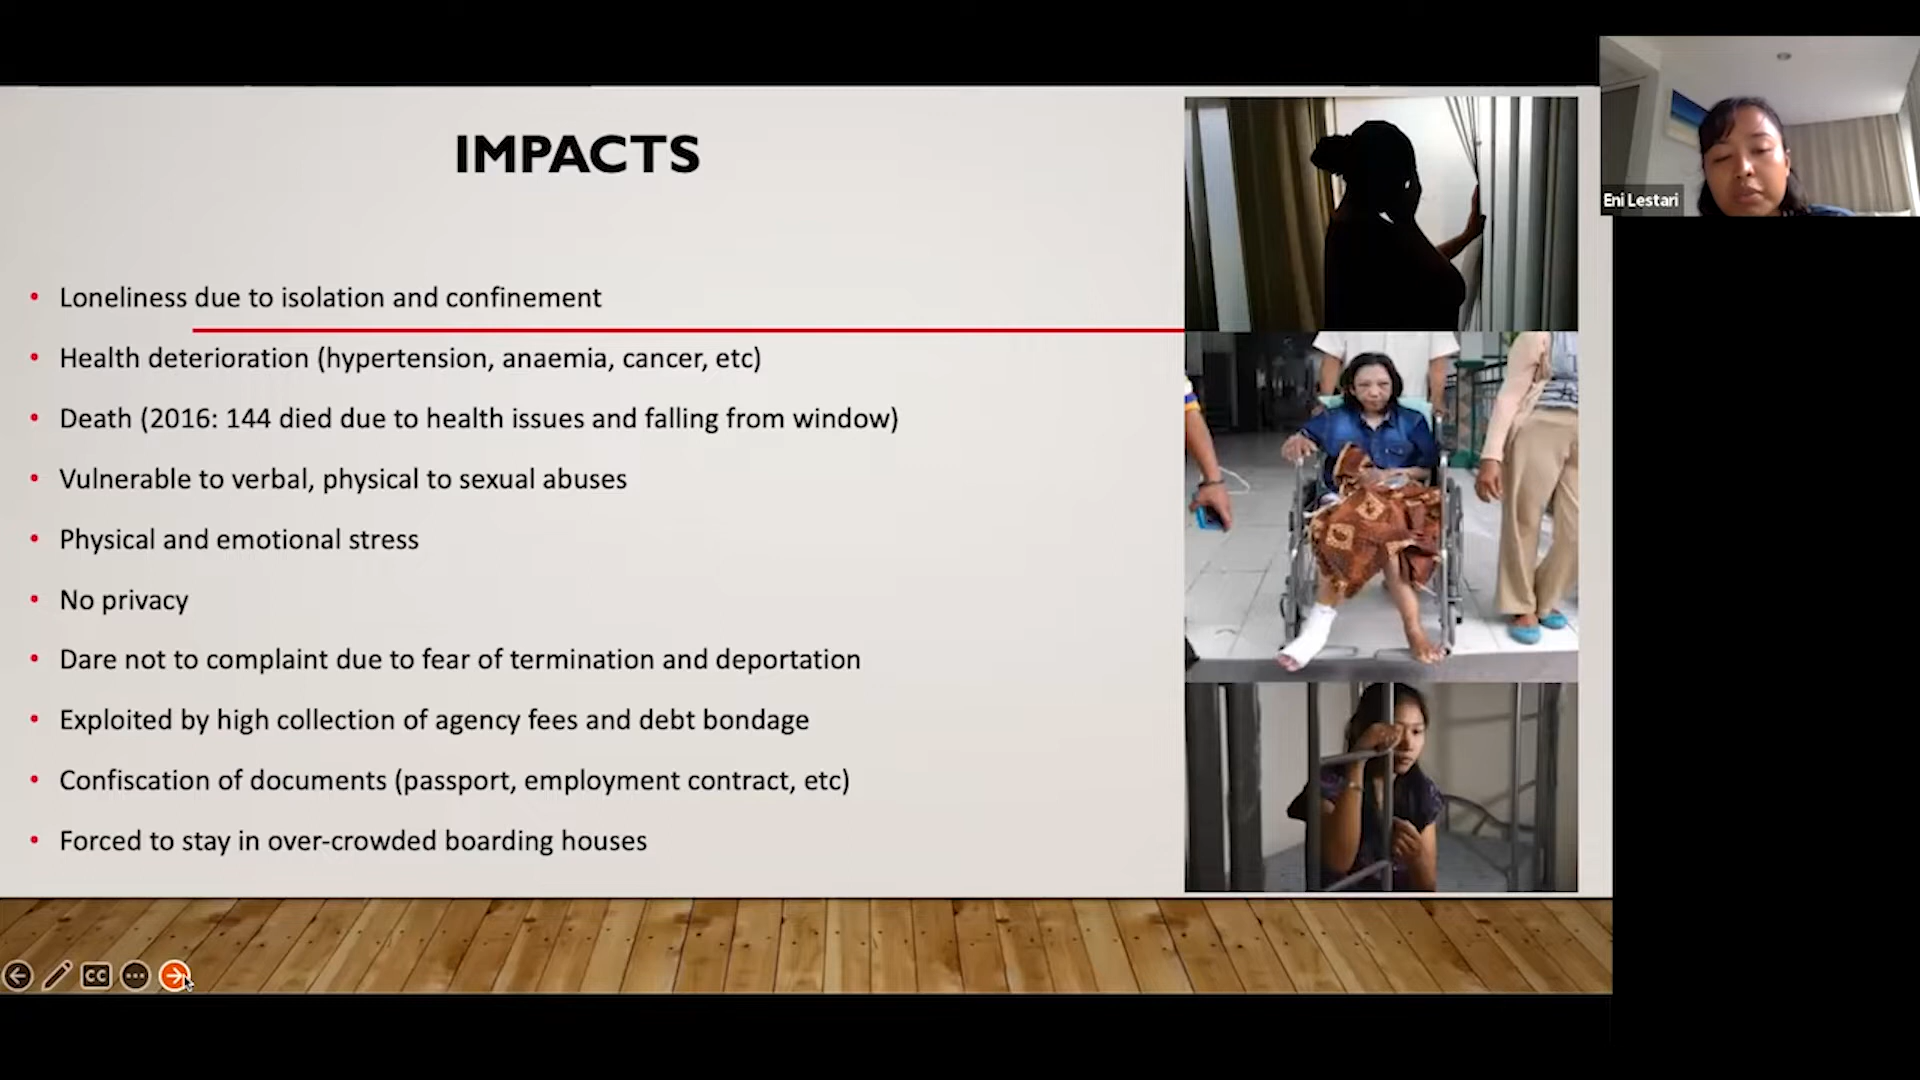 IMPACTS
• Loneliness due to isolation and confinement
• Health deterioration (hypertension, anaemia, cancer, etc)
• Death (2016: 144 died due to health issues and falling from window)
• Vulnerable to verbal, physical to sexual abuses
• Physical and emotional stress
• No privacy
• Dare not to complaint due to fear of termination and deportation
• Exploited by high collection of agency fees and debt bondage
• Confiscation of documents (passport, employment contract, etc)
• Forced to stay in over-crowded boarding houses
Eni Lestari
CC